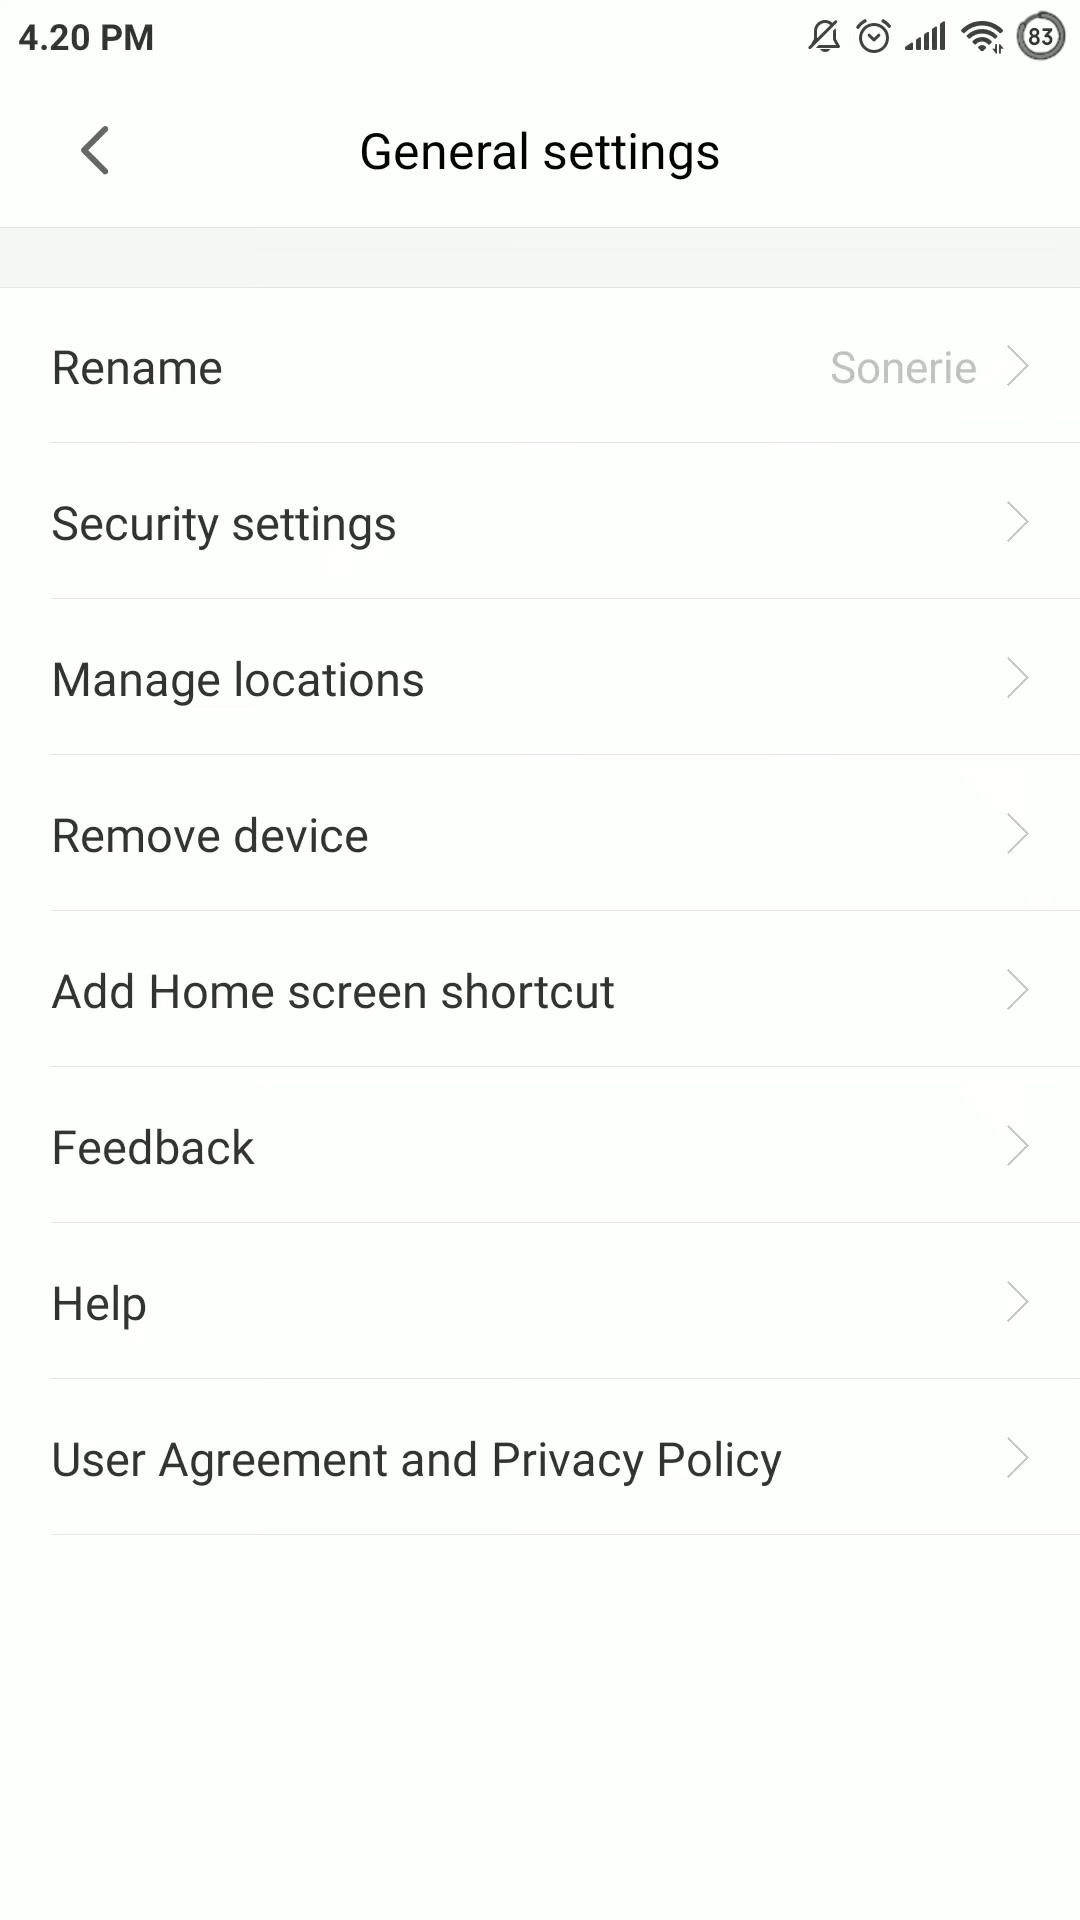 4.20 PM 83
General settings
Rename Sonerie
Security settings
Manage locations
Remove device
Add Home screen shortcut
Feedback
Help
User Agreement and Privacy Policy